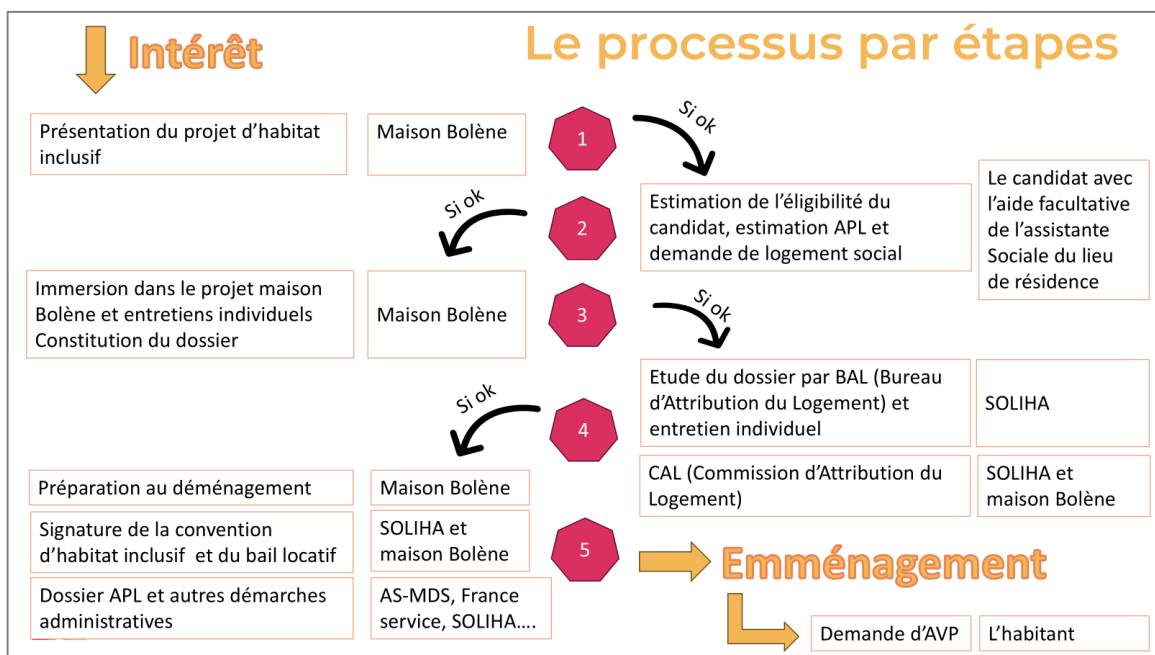 Intérêt
Le processus par étapes
Présentation du projet d'habitat
inclusif
Maison Bolène
1
Si ok
Estimation de l'éligibilité du
candidat, estimation APL et
demande de logement social
Le candidat avec
l'aide facultative
de l'assistante
Sociale du lieu
de résidence
2
Si ok
Immersion dans le projet maison
Bolène et entretiens individuels
Constitution du dossier
Maison Bolène
3
Si ok
Etude du dossier par BAL (Bureau
d'Attribution du Logement) et
entretien individuel
SOLIHA
CAL (Commission d'Attribution du
Logement)
SOLIHA et
maison Bolène
4
Si ok
Préparation au déménagement
Maison Bolène
Signature de la convention
d'habitat inclusif et du bail locatif
SOLIHA et
maison Bolène
Dossier APL et autres démarches
administratives
AS-MDS, France
service, SOLIHA....
5
Emménagement
Demande d'AVP
L'habitant